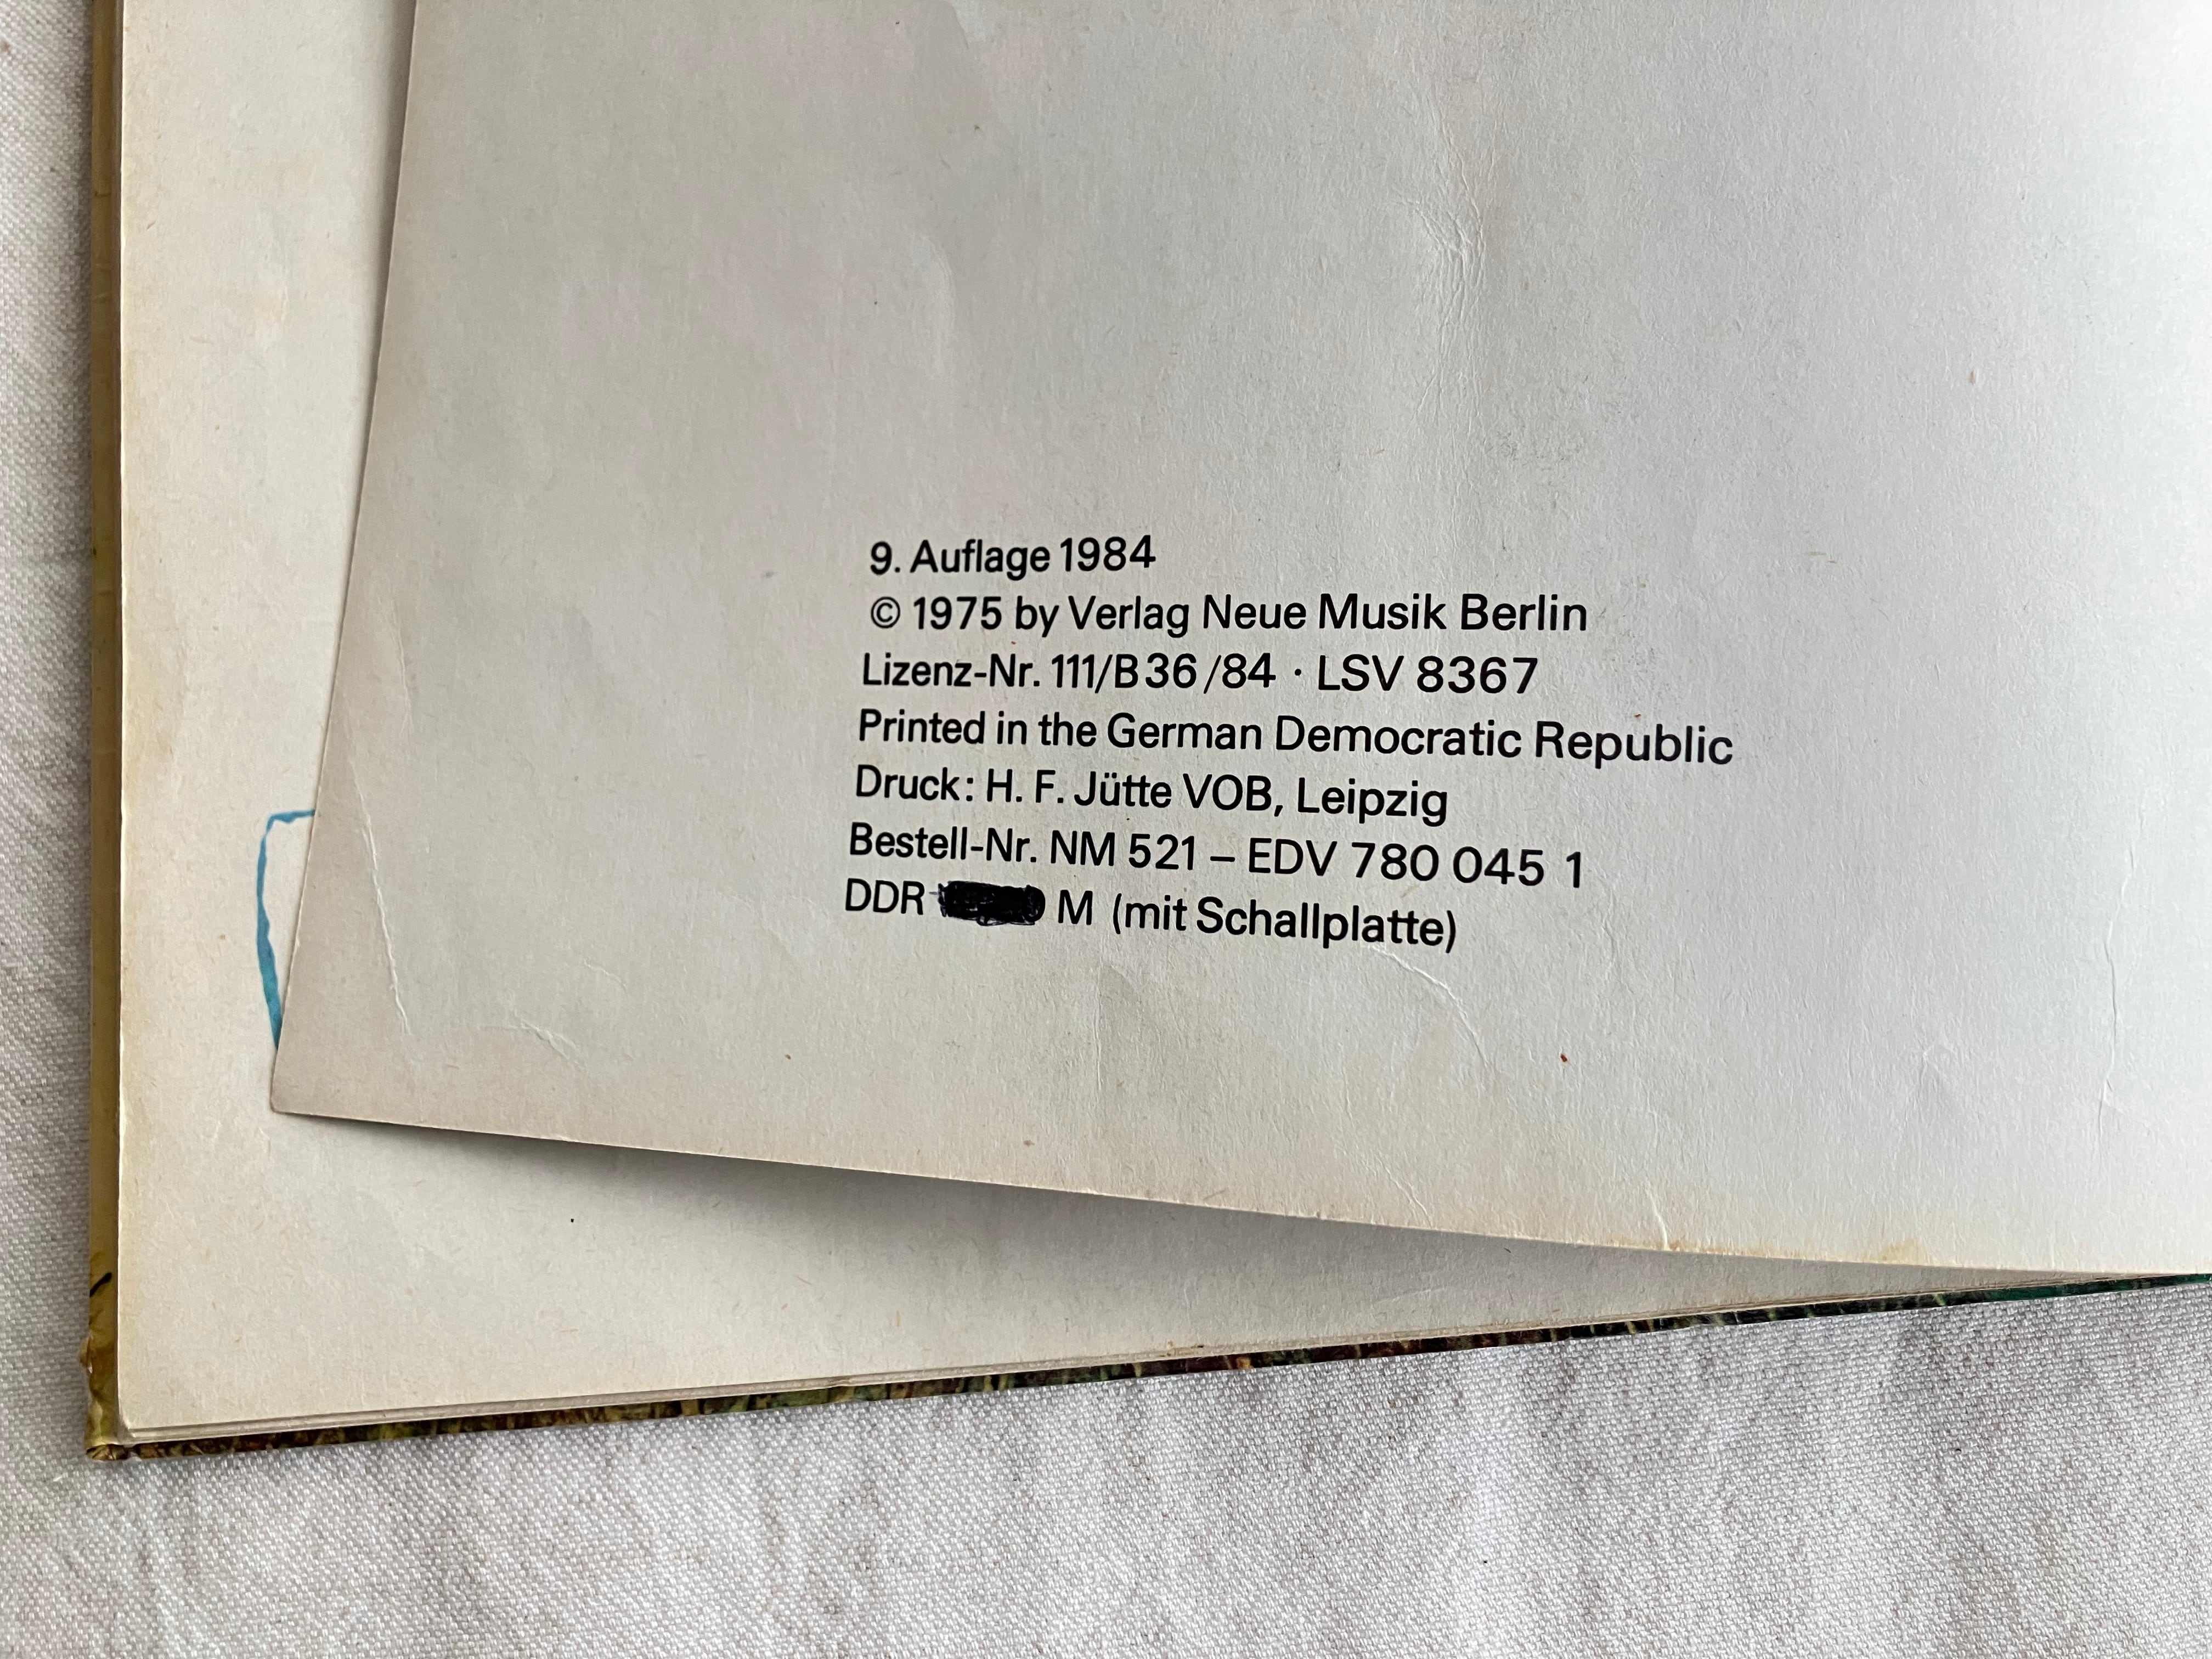 9. Auflage 1984
© 1975 by Verlag Neue Musik Berlin
Lizenz-Nr. 111/B36/84 · LSV 8367
Printed in the German Democratic Republic
Druck: H. F. Jütte VOB, Leipzig
Bestell-Nr. NM 521 – EDV 780 045 1
DDR M (mit Schallplatte)